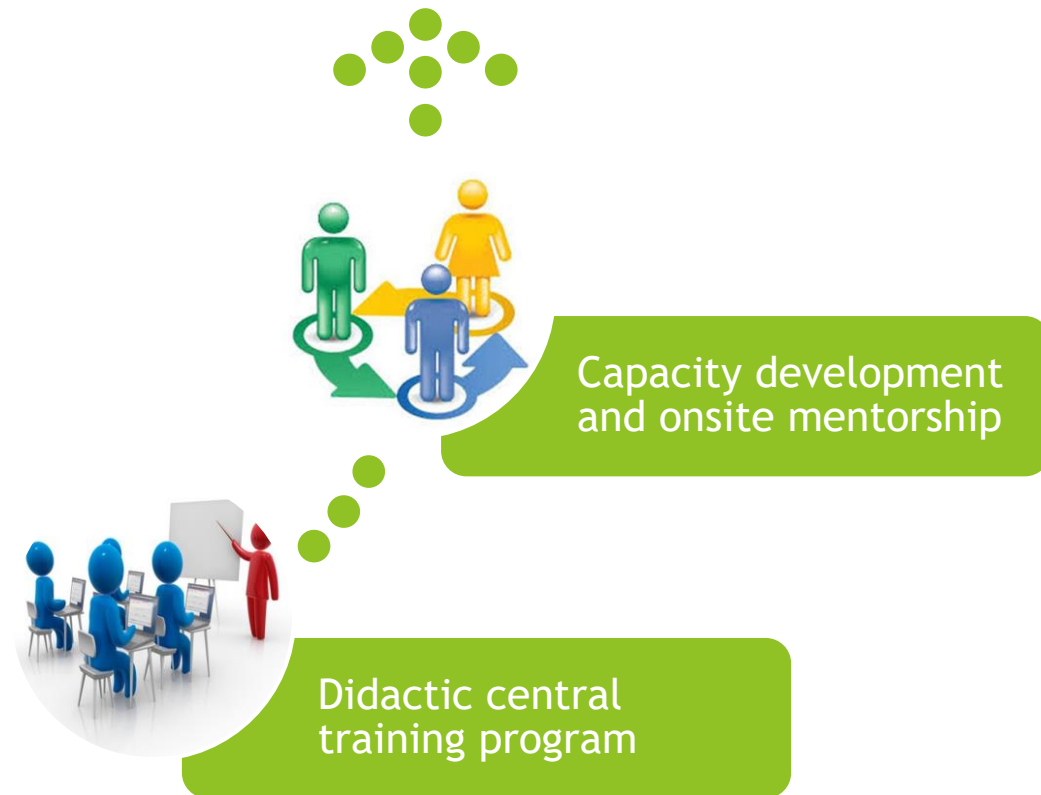 Capacity development
and onsite mentorship
Didactic central
training program